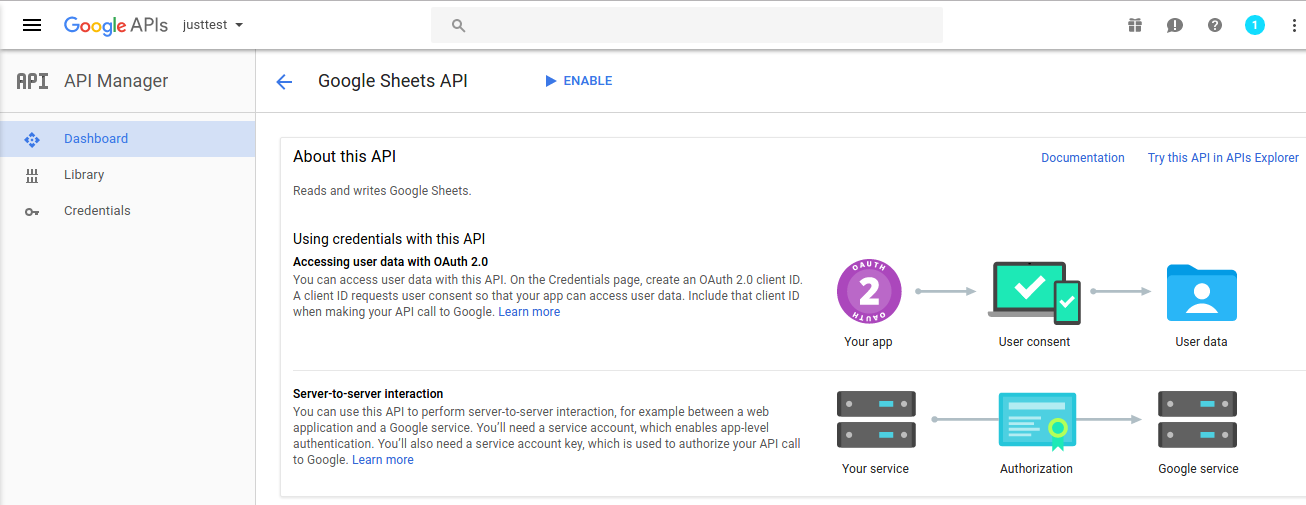 Google APIs justtest 1
API API Manager
Google Sheets API ENABLE
Dashboard
Library
Credentials
About this API
Documentation Try this API in APIs Explorer
Reads and writes Google Sheets.
Using credentials with this API
Accessing user data with OAuth 2.0
You can access user data with this API. On the Credentials page, create an OAuth 2.0 client ID.
A client ID requests user consent so that your app can access user data. Include that client ID
when making your API call to Google. Learn more
OAUTH
2
OAUTH
Your app User consent User data
Server-to-server interaction
You can use this API to perform server-to-server interaction, for example between a web
application and a Google service. You'll need a service account, which enables app-level
authentication. You'll also need a service account key, which is used to authorize your API call
to Google. Learn more
Your service Authorization Google service